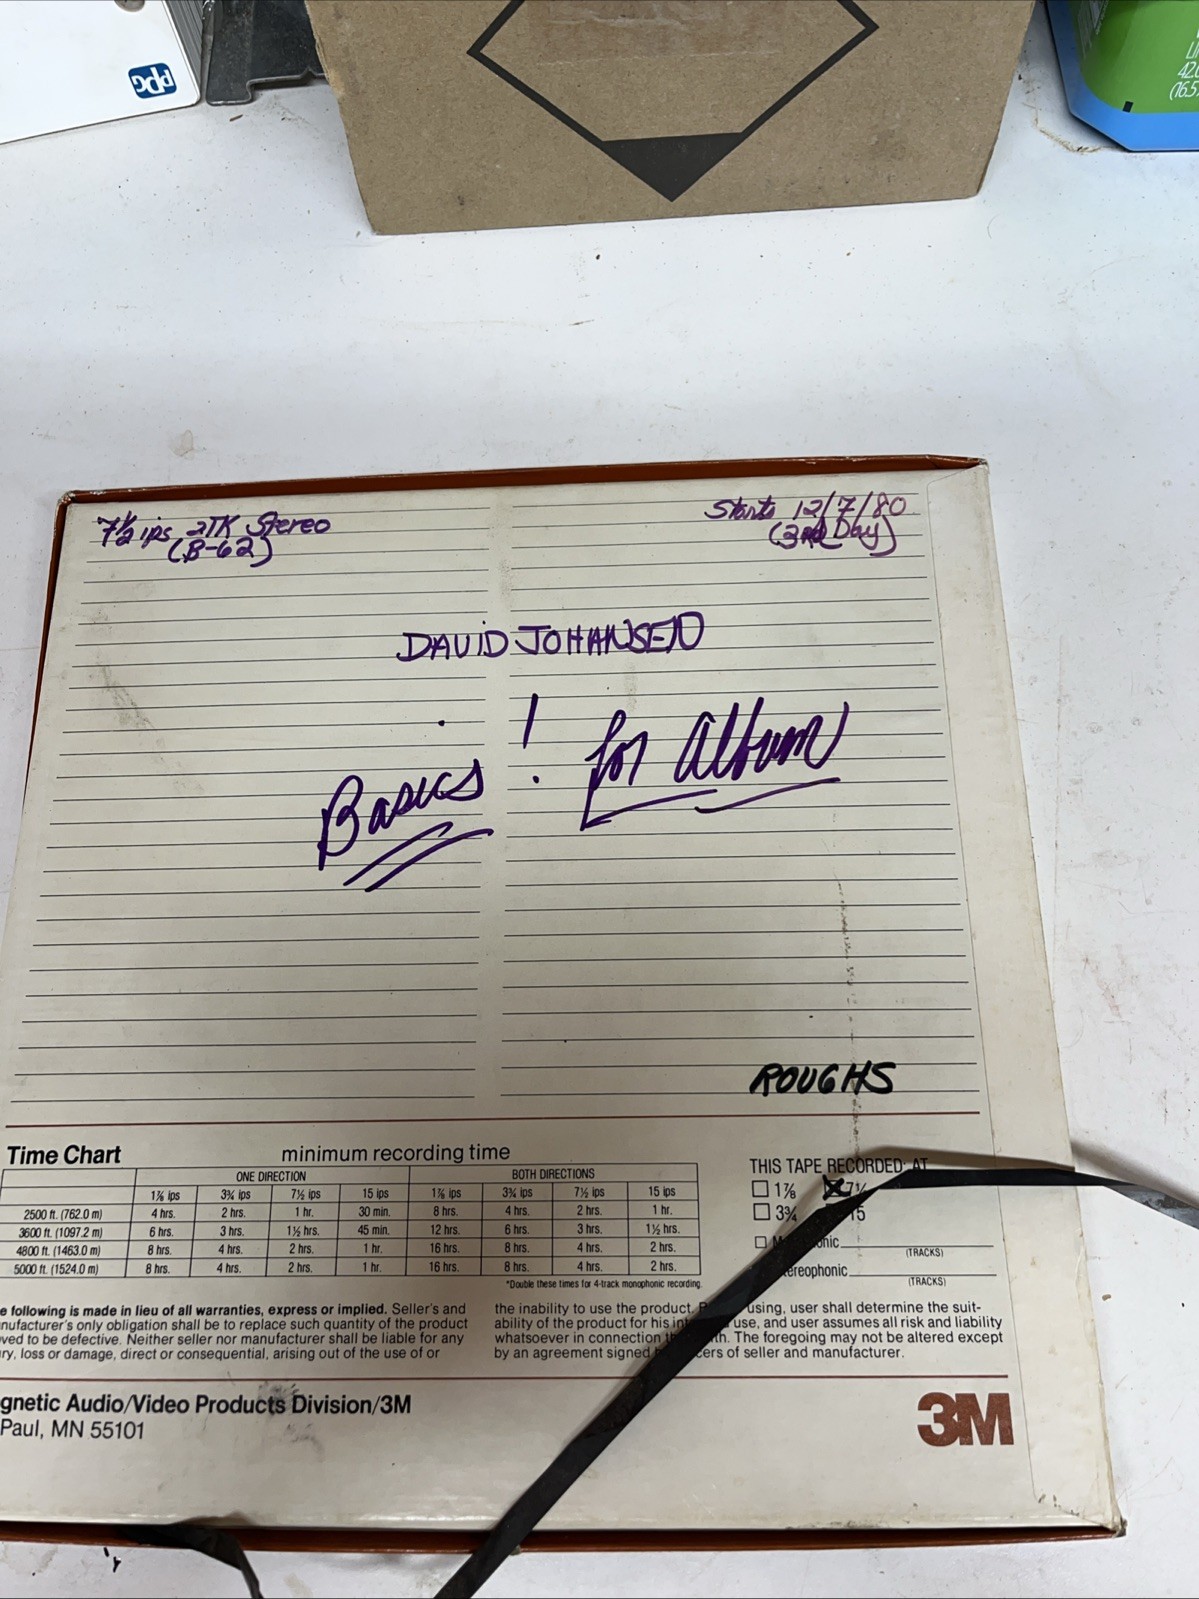 ppg
7½ ips 2TK Stereo
(B-62)
Starts 12/7/80
(3rd Day)
DAVID JOHANSEN
Basics! for Album
ROUGHS
Time Chart
minimum recording time
ONE DIRECTION BOTH DIRECTIONS
1⅞ ips 3¾ ips 7½ ips 15 ips 1⅞ ips 3¾ ips 7½ ips 15 ips
2500 ft. (762.0 m) 4 hrs. 2 hrs. 1 hr. 30 min. 8 hrs. 4 hrs. 2 hrs. 1 hr.
3600 ft. (1097.2 m) 6 hrs. 3 hrs. 1½ hrs. 45 min. 12 hrs. 6 hrs. 3 hrs. 1½ hrs.
4800 ft. (1463.0 m) 8 hrs. 4 hrs. 2 hrs. 1 hr. 16 hrs. 8 hrs. 4 hrs. 2 hrs.
5000 ft. (1524.0 m) 8 hrs. 4 hrs. 2 hrs. 1 hr. 16 hrs. 8 hrs. 4 hrs. 2 hrs.
*Double these times for 4-track monophonic recording.
THIS TAPE RECORDED AT
1⅞ 7½
3¾ 15
(TRACKS)
ereophonic
(TRACKS)
e following is made in lieu of all warranties, express or implied. Seller's and
nufacturer's only obligation shall be to replace such quantity of the product
ved to be defective. Neither seller nor manufacturer shall be liable for any
ry, loss or damage, direct or consequential, arising out of the use of or
the inability to use the product. using, user shall determine the suit-
ability of the product for his use, and user assumes all risk and liability
whatsoever in connection The foregoing may not be altered except
by an agreement signed of seller and manufacturer.
gnetic Audio/Video Products Division/3M
Paul, MN 55101
3M